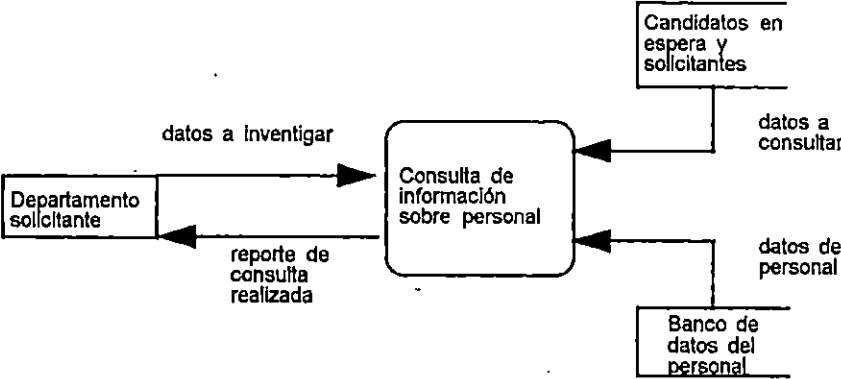 Candidatos en
espera y
solicitantes
datos a inventigar
datos a
consultar
Consulta de
información
sobre personal
Departamento
solicitante
reporte de
consulta
realizada
datos de
personal
Banco de
datos del
personal